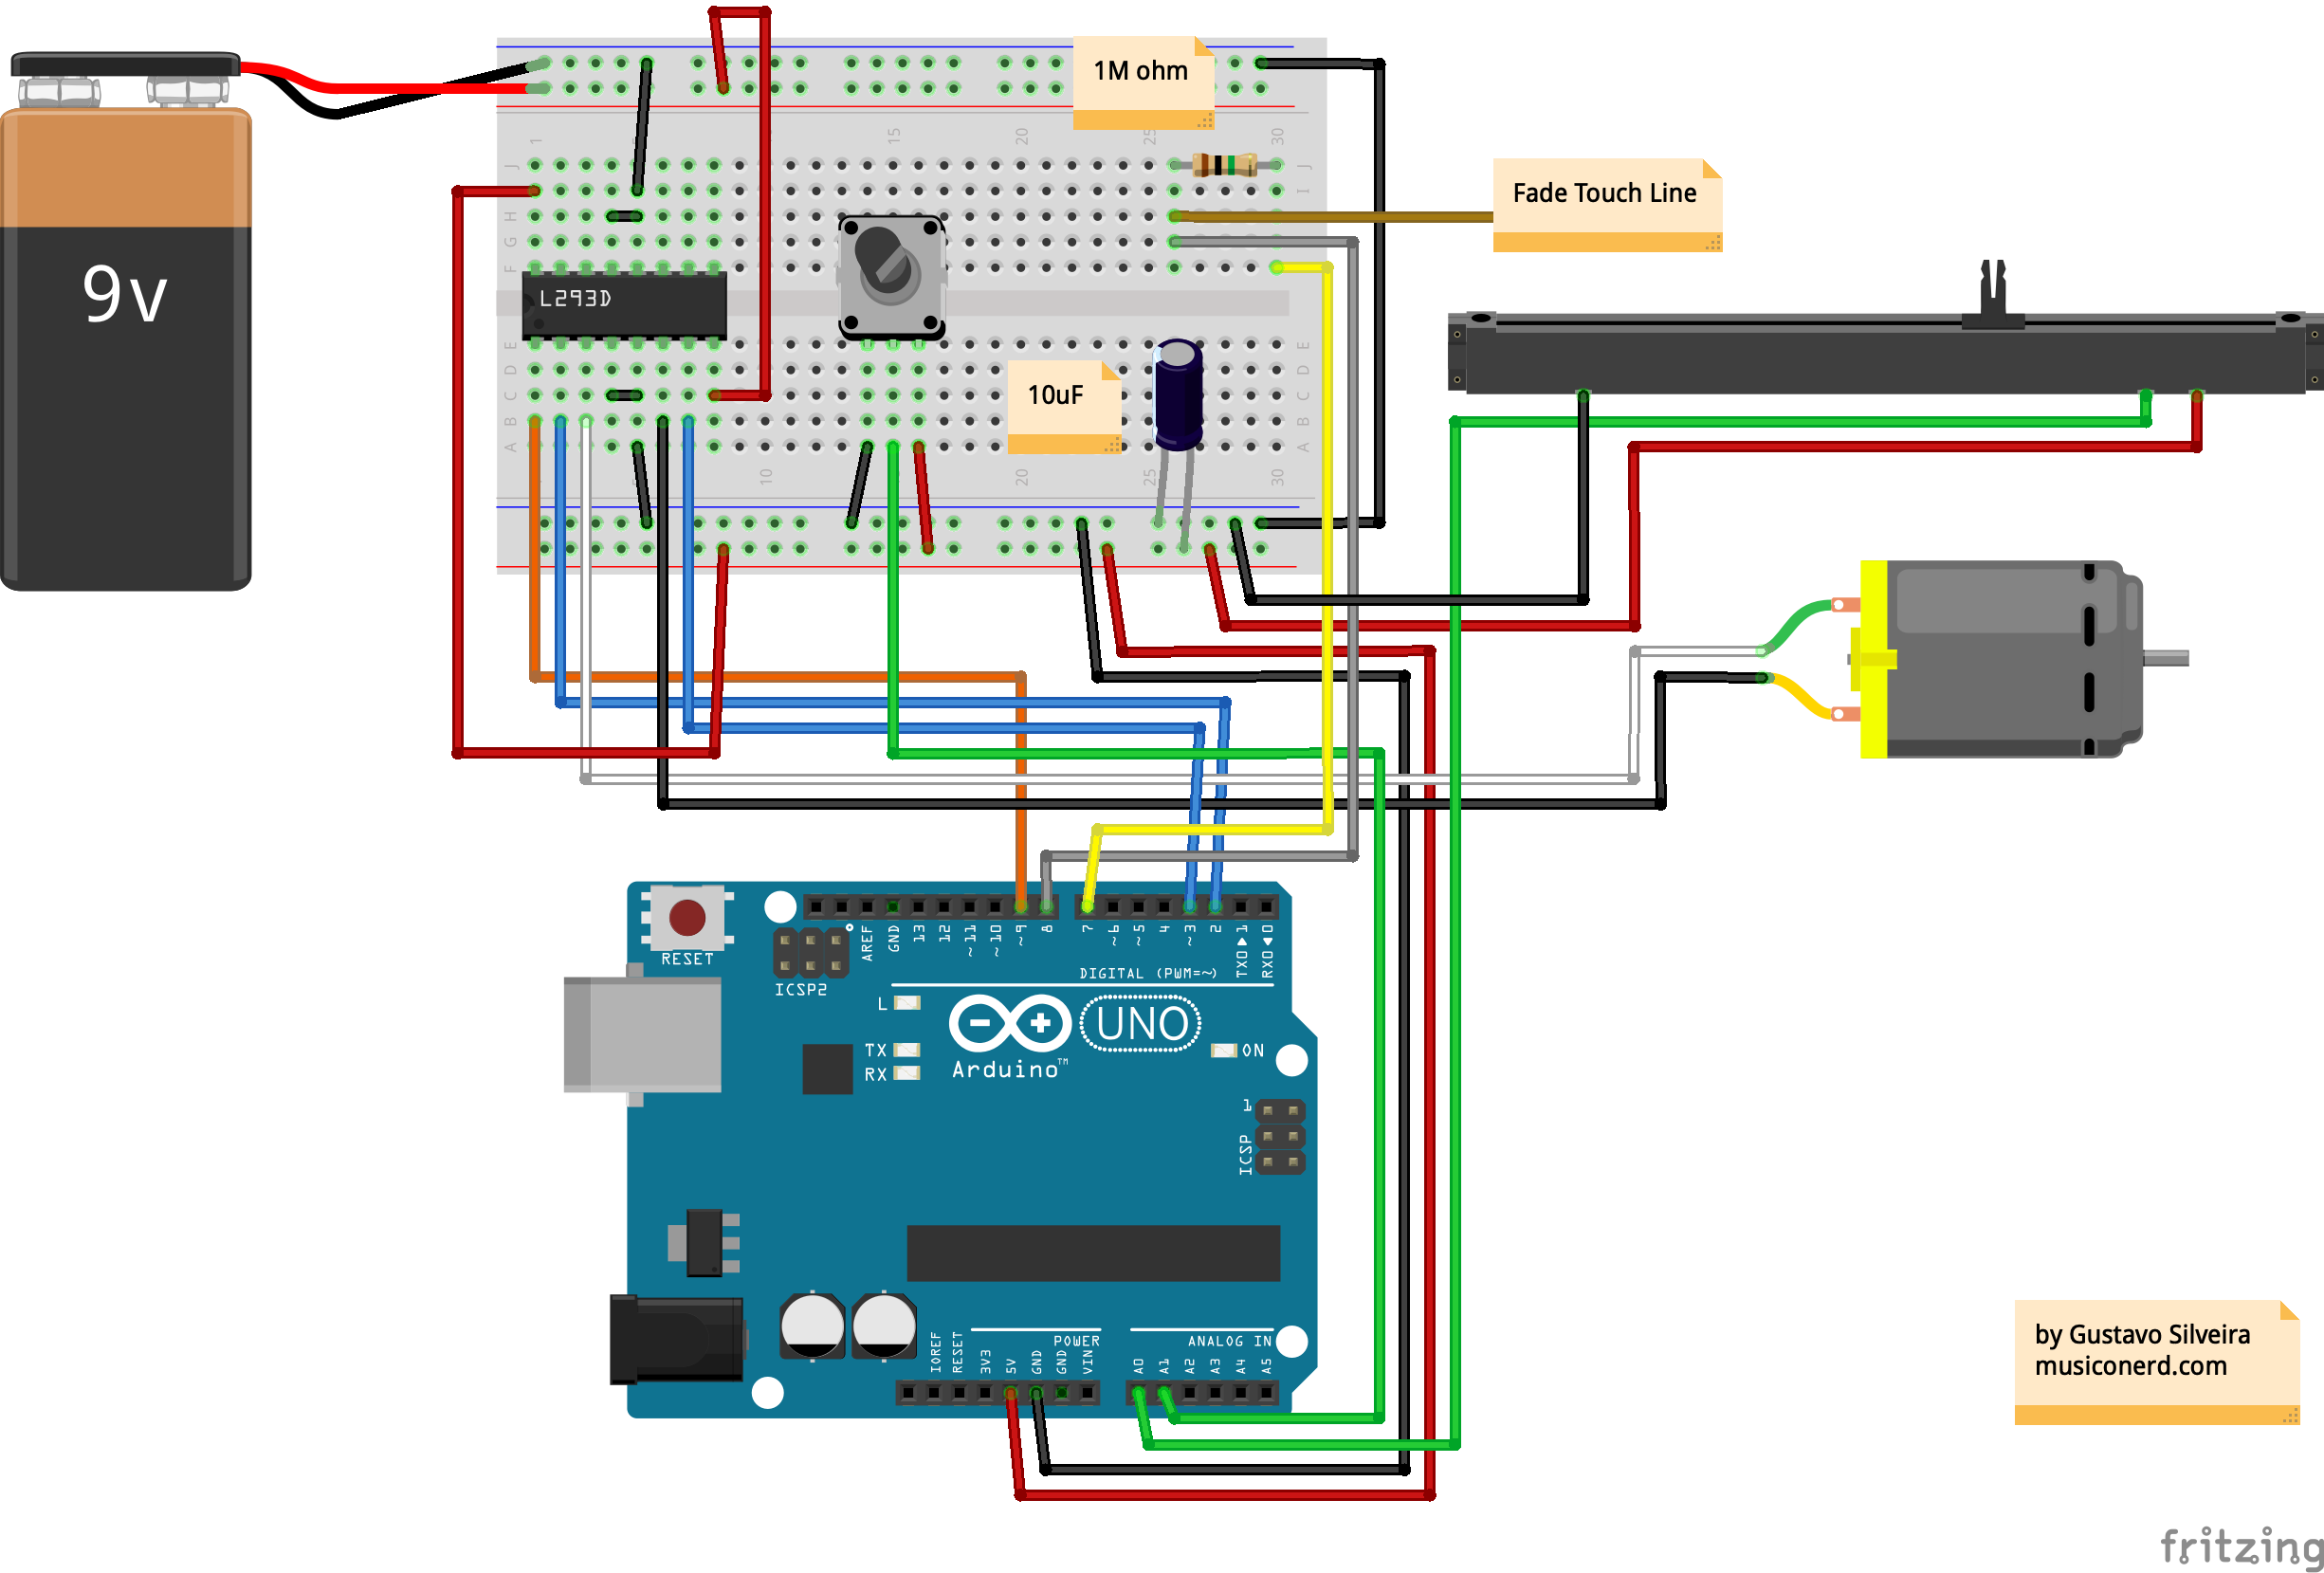 1M ohm
9v
1
15
20
25
30
J
J
I
I
H
H
G
G
F
F
Fade Touch Line
L293D
E
E
D
D
C
C
B
B
A
A
10uF
10
20
25
30
RESET
ICSP2
AREF
GND
13
12
~11
~10
~9
8
7
~6
~5
4
~3
2
TX0▶1
RX0◀0
DIGITAL (PWM=~)
L
TX
RX
Arduino™
UNO
ON
1
ICSP
IOREF
RESET
3V3
5V
GND
GND
VIN
POWER
ANALOG IN
A0
A1
A2
A3
A4
A5
by Gustavo Silveira
musiconerd.com
fritzing